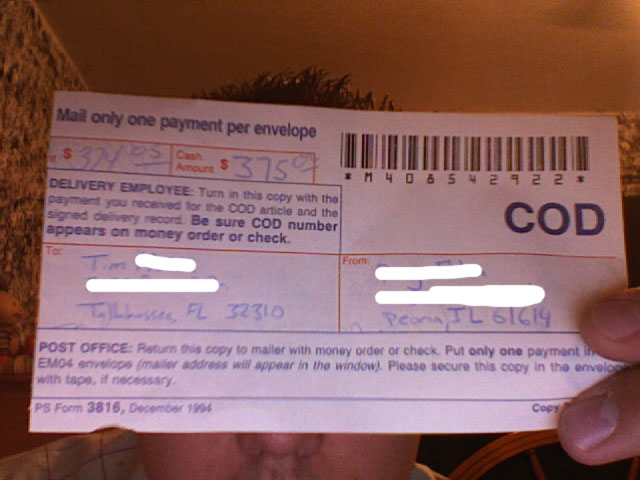 Mail only one payment per envelope
$ 374.05 Cash Amount $ 375
* M 4 0 8 5 4 2 9 2 2 *
COD
DELIVERY EMPLOYEE: Turn in this copy with the
payment you received for the COD article and the
signed delivery record. Be sure COD number
appears on money order or check.
To:
Tim
Tallhassee, FL 32310
From:
Peoria, IL 61614
POST OFFICE: Return this copy to mailer with money order or check. Put only one payment in
EM04 envelope (mailer address will appear in the window). Please secure this copy in the envelope
with tape, if necessary.
PS Form 3816, December 1994
Copy